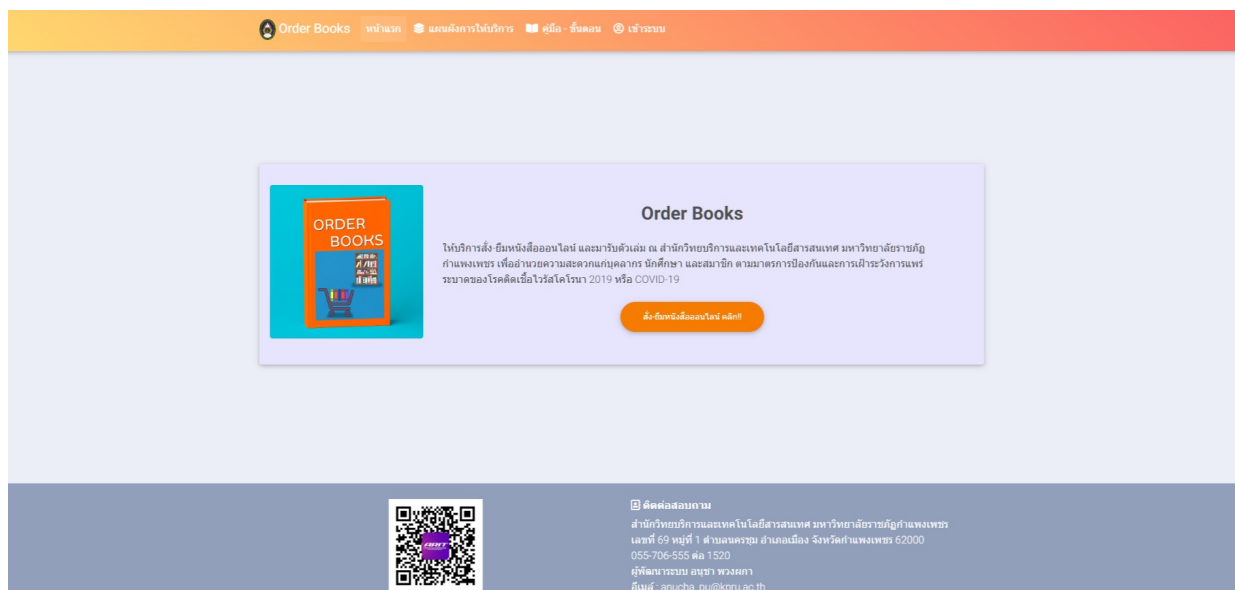 Order Books หน้าแรก แผนผังการให้บริการ คู่มือ - ขั้นตอน เข้าระบบ
ORDER
BOOKS
Order Books
ให้บริการสั่ง-ยืมหนังสือออนไลน์ และมารับตัวเล่ม ณ สำนักวิทยบริการและเทคโนโลยีสารสนเทศ มหาวิทยาลัยราชภัฏ
กำแพงเพชร เพื่ออำนวยความสะดวกแก่บุคลากร นักศึกษา และสมาชิก ตามมาตรการป้องกันและการเฝ้าระวังการแพร่
ระบาดของโรคติดเชื้อไวรัสโคโรนา 2019 หรือ COVID-19
สั่ง-ยืมหนังสือออนไลน์ คลิก!!
ARIT
ติดต่อสอบถาม
สำนักวิทยบริการและเทคโนโลยีสารสนเทศ มหาวิทยาลัยราชภัฏกำแพงเพชร
เลขที่ 69 หมู่ที่ 1 ตำบลนครชุม อำเภอเมือง จังหวัดกำแพงเพชร 62000
055-706-555 ต่อ 1520
ผู้พัฒนาระบบ อนุชา พวงผกา
อีเมล์ : anucha_pu@kpru.ac.th